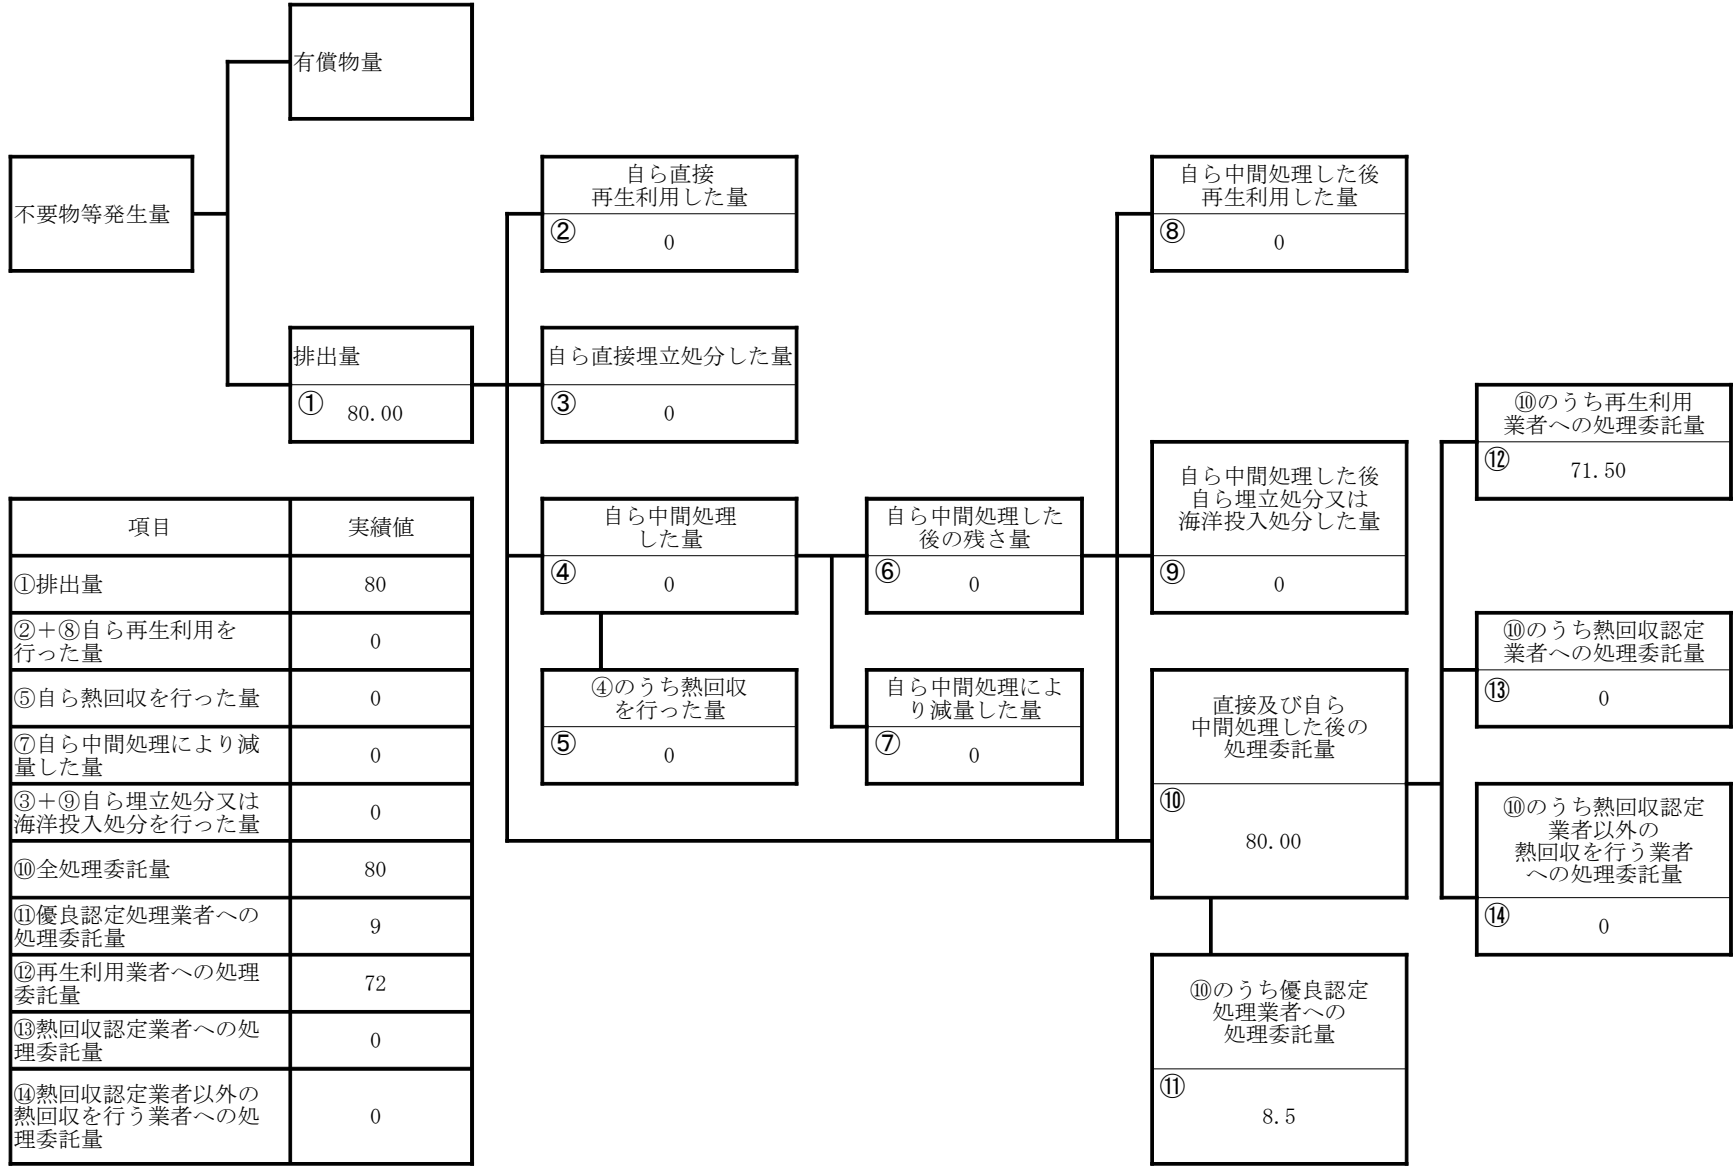 有償物量
不要物等発生量
自ら直接
再生利用した量
②
0
自ら中間処理した後
再生利用した量
⑧
0
排出量
①
80.00
自ら直接埋立処分した量
③
0
⑩のうち再生利用
業者への処理委託量
⑫
71.50
自ら中間処理した後
自ら埋立処分又は
海洋投入処分した量
⑨
0
自ら中間処理
した量
④
0
自ら中間処理した
後の残さ量
⑥
0
⑩のうち熱回収認定
業者への処理委託量
⑬
0
④のうち熱回収
を行った量
⑤
0
自ら中間処理によ
り減量した量
⑦
0
直接及び自ら
中間処理した後の
処理委託量
⑩
80.00
⑩のうち熱回収認定
業者以外の
熱回収を行う業者
への処理委託量
⑭
0
⑩のうち優良認定
処理業者への
処理委託量
⑪
8.5
項目
実績値
①排出量
80
②＋⑧自ら再生利用を
行った量
0
⑤自ら熱回収を行った量
0
⑦自ら中間処理により減
量した量
0
③＋⑨自ら埋立処分又は
海洋投入処分を行った量
0
⑩全処理委託量
80
⑪優良認定処理業者への
処理委託量
9
⑫再生利用業者への処理
委託量
72
⑬熱回収認定業者への処
理委託量
0
⑭熱回収認定業者以外の
熱回収を行う業者への処
理委託量
0